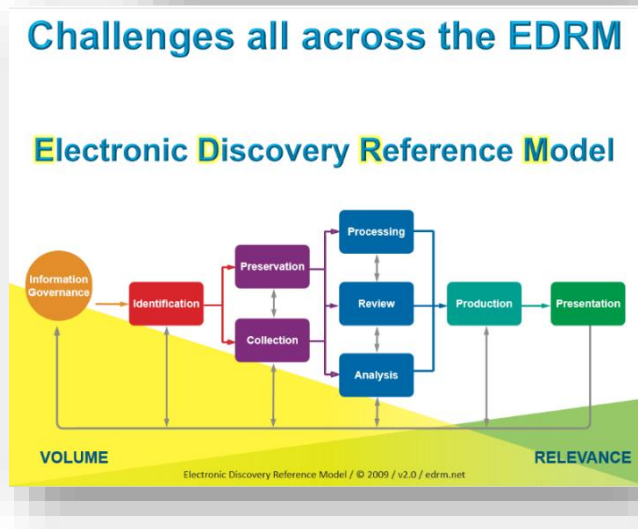 Challenges all across the EDRM
Electronic Discovery Reference Model
Information
Governance
Identification
Preservation
Collection
Processing
Review
Analysis
Production
Presentation
VOLUME
RELEVANCE
Electronic Discovery Reference Model / © 2009 / v2.0 / edrm.net